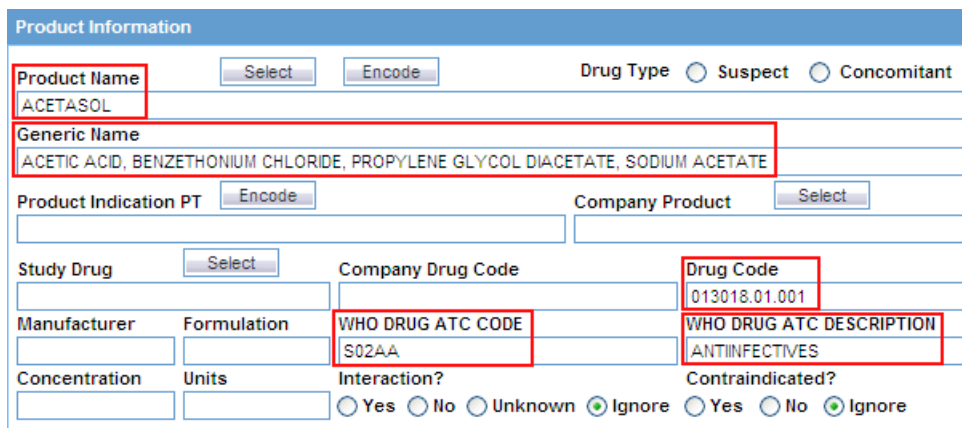 Product Information
Product Name Select Encode Drug Type Suspect Concomitant
ACETASOL
Generic Name
ACETIC ACID, BENZETHONIUM CHLORIDE, PROPYLENE GLYCOL DIACETATE, SODIUM ACETATE
Product Indication PT Encode Company Product Select
Study Drug Select Company Drug Code Drug Code
013018.01.001
Manufacturer Formulation WHO DRUG ATC CODE WHO DRUG ATC DESCRIPTION
S02AA ANTIINFECTIVES
Concentration Units Interaction? Contraindicated?
Yes No Unknown Ignore Yes No Ignore